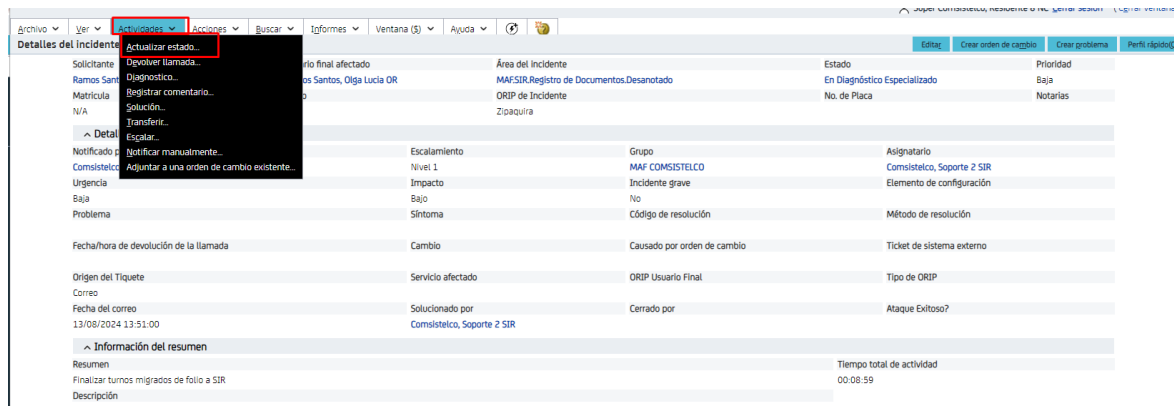 Super Comsistelco, Residente 8 NC Cerrar sesión (Cerrar ventana
Archivo Ver Actividades Acciones Buscar Informes Ventana ($) Ayuda
Detalles del incidente Editar Crear orden de cambio Crear problema Perfil rápido(
Actualizar estado...
Devolver llamada...
Diagnostico...
Registrar comentario...
Solución...
Transferir...
Escalar...
Notificar manualmente...
Adjuntar a una orden de cambio existente...
Solicitante rio final afectado Área del incidente Estado Prioridad
Ramos Sant os Santos, Olga Lucia OR MAF.SIR.Registro de Documentos.Desanotado En Diagnóstico Especializado Baja
Matricula ORIP de Incidente No. de Placa Notarias
N/A Zipaquira
Detal
Notificado p Escalamiento Grupo Asignatario
Comsistelco Nivel 1 MAF COMSISTELCO Comsistelco, Soporte 2 SIR
Urgencia Impacto Incidente grave Elemento de configuración
Baja Bajo No
Problema Síntoma Código de resolución Método de resolución
Fecha/hora de devolución de la llamada Cambio Causado por orden de cambio Ticket de sistema externo
Origen del Tiquete Servicio afectado ORIP Usuario Final Tipo de ORIP
Correo
Fecha del correo Solucionado por Cerrado por Ataque Exitoso?
13/08/2024 13:51:00 Comsistelco, Soporte 2 SIR
Información del resumen
Resumen Tiempo total de actividad
Finalizar turnos migrados de folio a SIR 00:08:59
Descripción